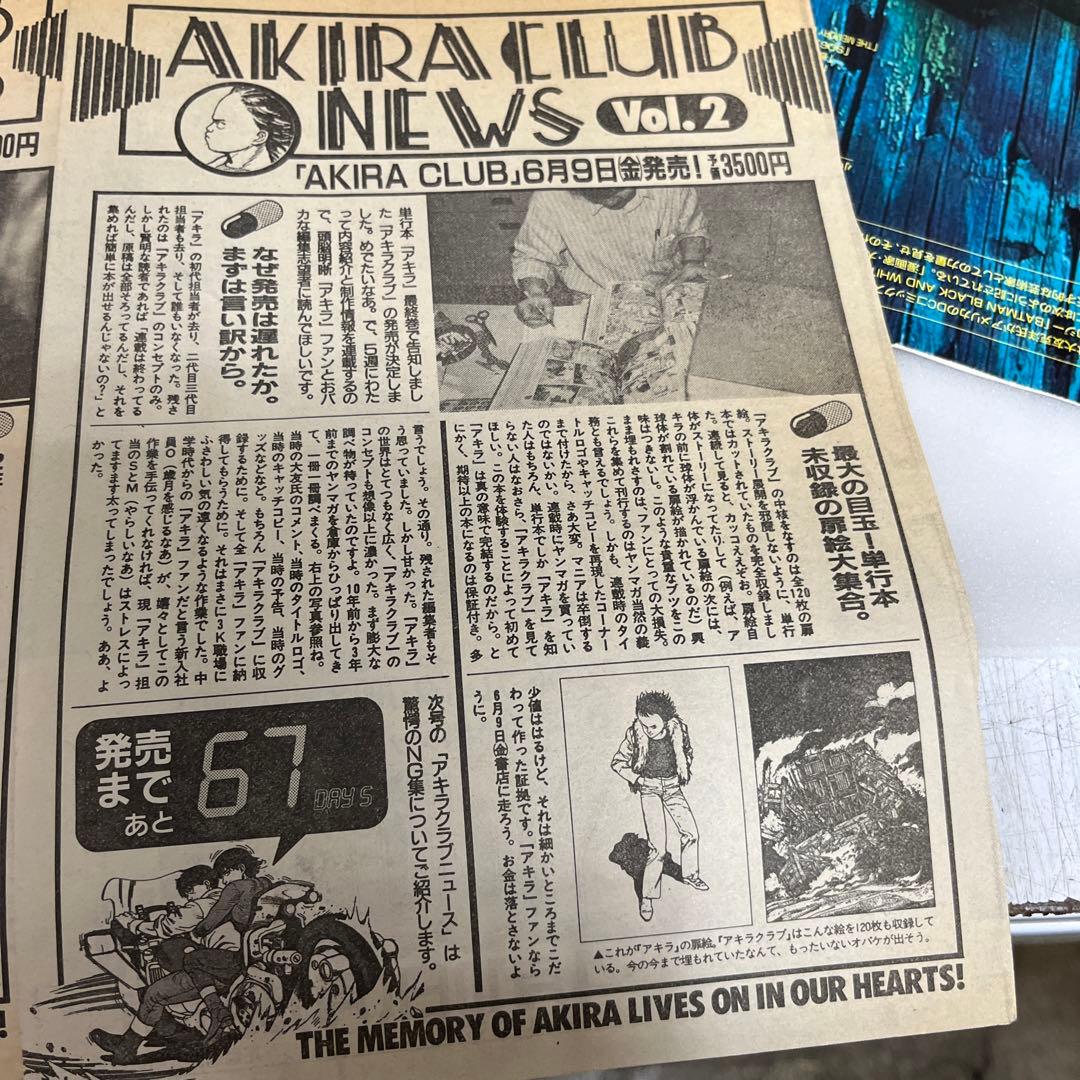 AKIRA CLUB
NEWS Vol.2
「AKIRA CLUB」6月9日㊎発売!予価3500円
単行本「アキラ」最終巻で告知しまし
た「アキラクラブ」の発売が決定しま
した。めでたいなあ。で、5週にわた
って内容紹介と制作情報を連載するの
で、頭脳明晰「アキラ」ファンとおバ
カな編集志望者に読んでほしいです。
なぜ発売は遅れたか。
まずは言い訳から。
「アキラ」の初代担当者が去り、二代目三代目
担当者も去り、そして誰もいなくなった。残さ
れたのは「アキラクラブ」のコンセプトのみ。
しかし賢明な読者であれば「連載は終わってる
んだし、原稿は全部そろってるんだし、それを
集めれば簡単に本が出せるんじゃないの?」と
言うでしょう。その通り。残された編集者もそ
う思っていました。しかし甘かった。「アキラ」
の世界はとてつもなく広く、「アキラクラブ」の
コンセプトも想像以上に濃かった。まず膨大な
調べ物が待っていたのですよ。10年前から3年
前までのヤンマガを倉庫からひっぱり出してき
て、一冊一冊調べまくる。右上の写真参照ね。
当時の大友氏のコメント、当時のタイトルロゴ、
当時のキャッチコピー、当時の予告、当時のグ
ッズなどなど。もちろん「アキラクラブ」に収
録するために。そして全「アキラ」ファンに納
得してもらうために。それはまさに3K職場に
ふさわしい気の遠くなるような作業でした。中
学時代からの「アキラ」ファンだと言う新人社
員O(歳月を感じるなあ)が、嬉々としてこの
作業を手伝ってくれなければ、現「アキラ」担
当のSとM(やらしいなあ)はストレスによっ
てますます太ってしまったでしょう。ああ、よ
かった。
最大の目玉!単行本
未収録の扉絵大集合。
「アキラクラブ」の中核をなすのは全120枚の扉
絵。ストーリー展開を邪魔しないように、単行
本ではカットされていたものを完全収録しまし
た。連続して見ると、カッコええぞお。扉絵自
体がストーリーになってたりして(例えば、ア
キラの前に球体が浮かんでいる扉絵の次には、
球体が割れている扉絵が描かれているのだ)興
味はつきないし。このような貴重なブツをこの
まま埋もれさすのは、ファンにとっての大損失。
これらを集めて刊行するのはヤンマガ当然の義
務とも言えるでしょう。しかも、連載時のタイ
トルロゴやキャッチコピーを再現したコーナー
まで付けたから、さあ大変。マニアは卒倒する
のではないか。連載時にヤンマガを買ってい
た人はもちろん、単行本でしか「アキラ」を知
らない人はなおさら、「アキラクラブ」を見て
ほしい。この本を体験することによって初めて
「アキラ」は真の意味で完結するのだから。と
にかく、期待以上の本になるのは保証付き。多
少値ははるけど、それは細かいところまでこだ
わって作った証拠です。「アキラ」ファンなら
6月9日㊎書店に走ろう。お金は落とさないよ
うに。
▲これが「アキラ」の扉絵。「アキラクラブ」はこんな絵を120枚も収録して
いる。今の今まで埋もれていたなんて、もったいないオバケが出そう。
次号の「アキラクラブニュース」は
驚愕のNG集についてご紹介します。
発売
まで
あと
67
DAYS
THE MEMORY OF AKIRA LIVES ON IN OUR HEARTS!
00円
「THE MEMORY